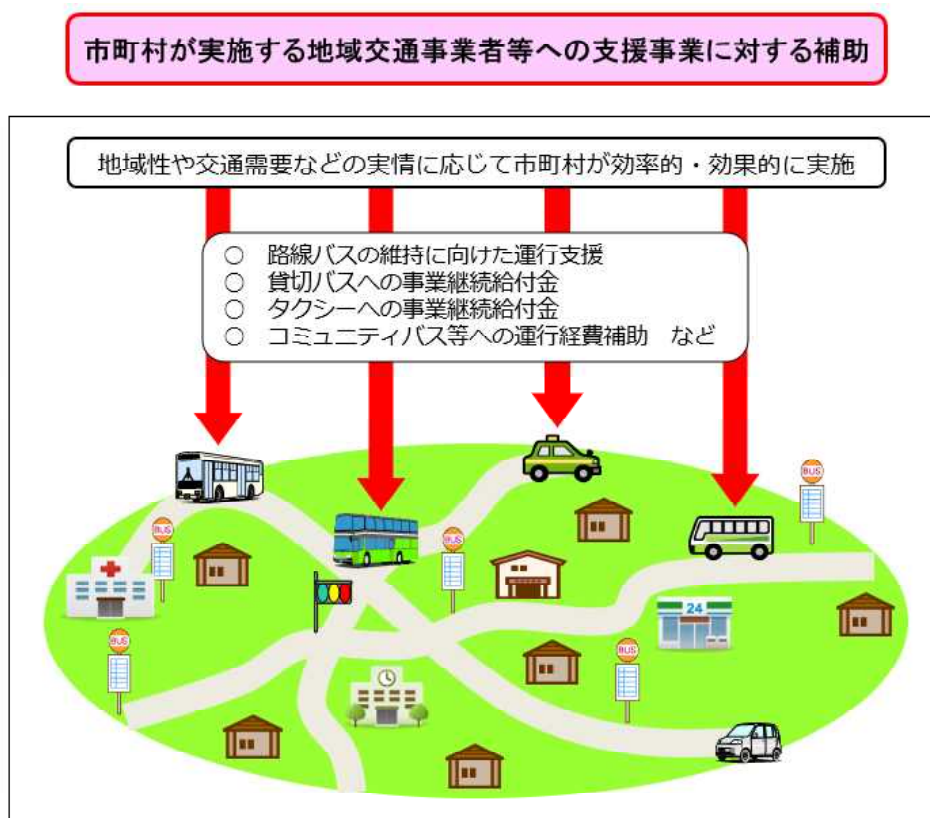 市町村が実施する地域交通事業者等への支援事業に対する補助
地域性や交通需要などの実情に応じて市町村が効率的・効果的に実施
○ 路線バスの維持に向けた運行支援
○ 貸切バスへの事業継続給付金
○ タクシーへの事業継続給付金
○ コミュニティバス等への運行経費補助 など
BUS
BUS
BUS
24
BUS
BUS